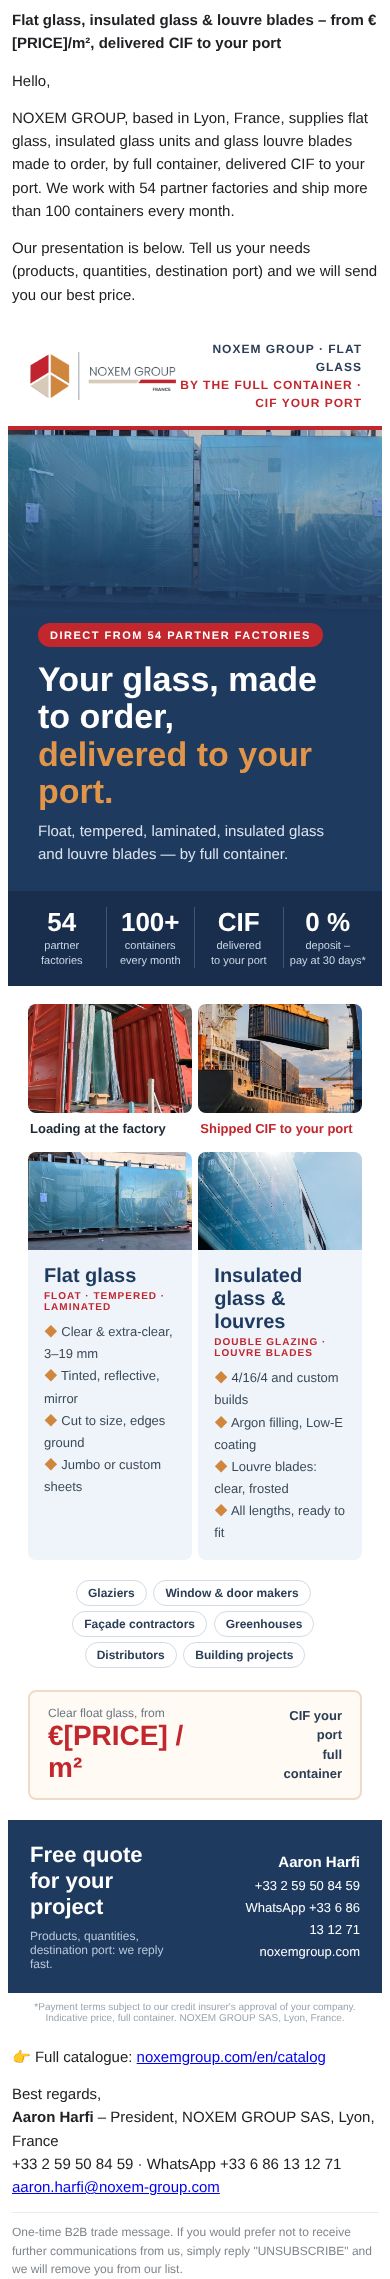 Flat glass, insulated glass & louvre blades – from €
[PRICE]/m², delivered CIF to your port
Hello,
NOXEM GROUP, based in Lyon, France, supplies flat
glass, insulated glass units and glass louvre blades
made to order, by full container, delivered CIF to your
port. We work with 54 partner factories and ship more
than 100 containers every month.
Our presentation is below. Tell us your needs
(products, quantities, destination port) and we will send
you our best price.
NOXEM GROUP
FRANCE
NOXEM GROUP · FLAT
GLASS
BY THE FULL CONTAINER ·
CIF YOUR PORT
DIRECT FROM 54 PARTNER FACTORIES
Your glass, made
to order,
delivered to your
port.
Float, tempered, laminated, insulated glass
and louvre blades — by full container.
54
partner
factories
100+
containers
every month
CIF
delivered
to your port
0 %
deposit –
pay at 30 days*
Loading at the factory
Shipped CIF to your port
Flat glass
FLOAT · TEMPERED ·
LAMINATED
◆ Clear & extra-clear,
3–19 mm
◆ Tinted, reflective,
mirror
◆ Cut to size, edges
ground
◆ Jumbo or custom
sheets
Insulated
glass &
louvres
DOUBLE GLAZING ·
LOUVRE BLADES
◆ 4/16/4 and custom
builds
◆ Argon filling, Low-E
coating
◆ Louvre blades:
clear, frosted
◆ All lengths, ready to
fit
Glaziers
Window & door makers
Façade contractors
Greenhouses
Distributors
Building projects
Clear float glass, from
€[PRICE] /
m²
CIF your
port
full
container
Free quote
for your
project
Products, quantities,
destination port: we reply
fast.
Aaron Harfi
+33 2 59 50 84 59
WhatsApp +33 6 86
13 12 71
noxemgroup.com
*Payment terms subject to our credit insurer's approval of your company.
Indicative price, full container. NOXEM GROUP SAS, Lyon, France.
👉 Full catalogue: noxemgroup.com/en/catalog
Best regards,
Aaron Harfi – President, NOXEM GROUP SAS, Lyon,
France
+33 2 59 50 84 59 · WhatsApp +33 6 86 13 12 71
aaron.harfi@noxem-group.com
One-time B2B trade message. If you would prefer not to receive
further communications from us, simply reply "UNSUBSCRIBE" and
we will remove you from our list.